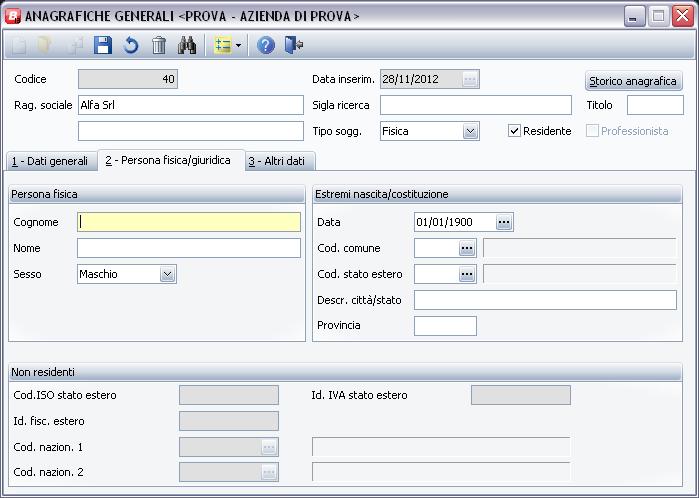 ANAGRAFICHE GENERALI <PROVA - AZIENDA DI PROVA>
Codice 40 Data inserim. 28/11/2012 ... Storico anagrafica
Rag. sociale Alfa Srl Sigla ricerca Titolo
Tipo sogg. Fisica Residente Professionista
1 - Dati generali 2 - Persona fisica/giuridica 3 - Altri dati
Persona fisica Estremi nascita/costituzione
Cognome Data 01/01/1900 ...
Nome Cod. comune ...
Sesso Maschio Cod. stato estero ...
Descr. città/stato
Provincia
Non residenti
Cod.ISO stato estero Id. IVA stato estero
Id. fisc. estero
Cod. nazion. 1 ...
Cod. nazion. 2 ...